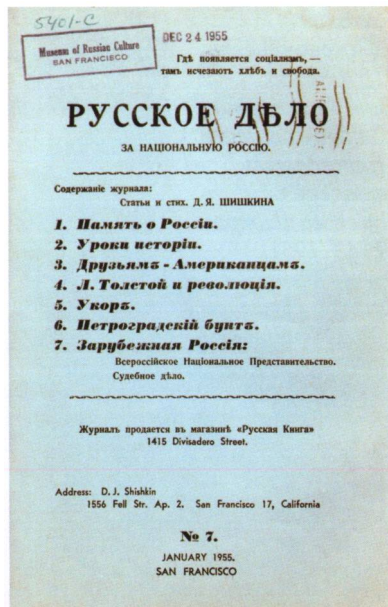 5401-C
Museum of Russian Culture
SAN FRANCISCO
DEC 24 1955
Гдѣ появляется соціализмъ, —
тамъ исчезаютъ хлѣбъ и свобода.
РУССКОЕ ДѢЛО
ЗА НАЦІОНАЛЬНУЮ РОССІЮ.
Содержаніе журнала:
Статьи и стих. Д. Я. ШИШКИНА
1. Память о Россіи.
2. Уроки исторіи.
3. Друзьямъ - Американцамъ.
4. Л. Толстой и революція.
5. Укоръ.
6. Петроградскій бунтъ.
7. Зарубежная Россія:
Всероссійское Національное Представительство.
Судебное дѣло.
Журналъ продается въ магазинѣ «Русская Книга»
1415 Divisadero Street.
Address: D. J. Shishkin
1556 Fell Str. Ap. 2. San Francisco 17, California
№ 7.
JANUARY 1955.
SAN FRANCISCO